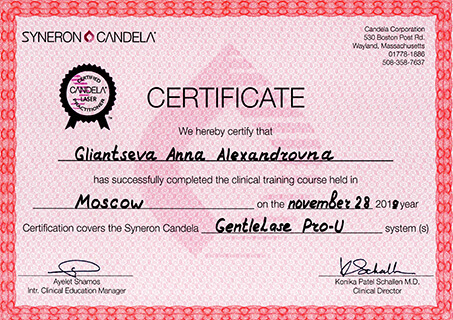 SYNERON CANDELA
Candela Corporation
530 Boston Post Rd.
Wayland, Massachusetts
01778-1886
508-358-7637
CERTIFIED
CANDELA
LASER
PRACTITIONER
CERTIFICATE
We hereby certify that
Gliantseva Anna Alexandrovna
has successfully completed the clinical training course held in
Moscow on the november 28 2018 year
Certification covers the Syneron Candela GentleLase Pro-U system (s)
Ayelet Shamos
Intr. Clinical Education Manager
Konika Patel Schallen M.D.
Clinical Director